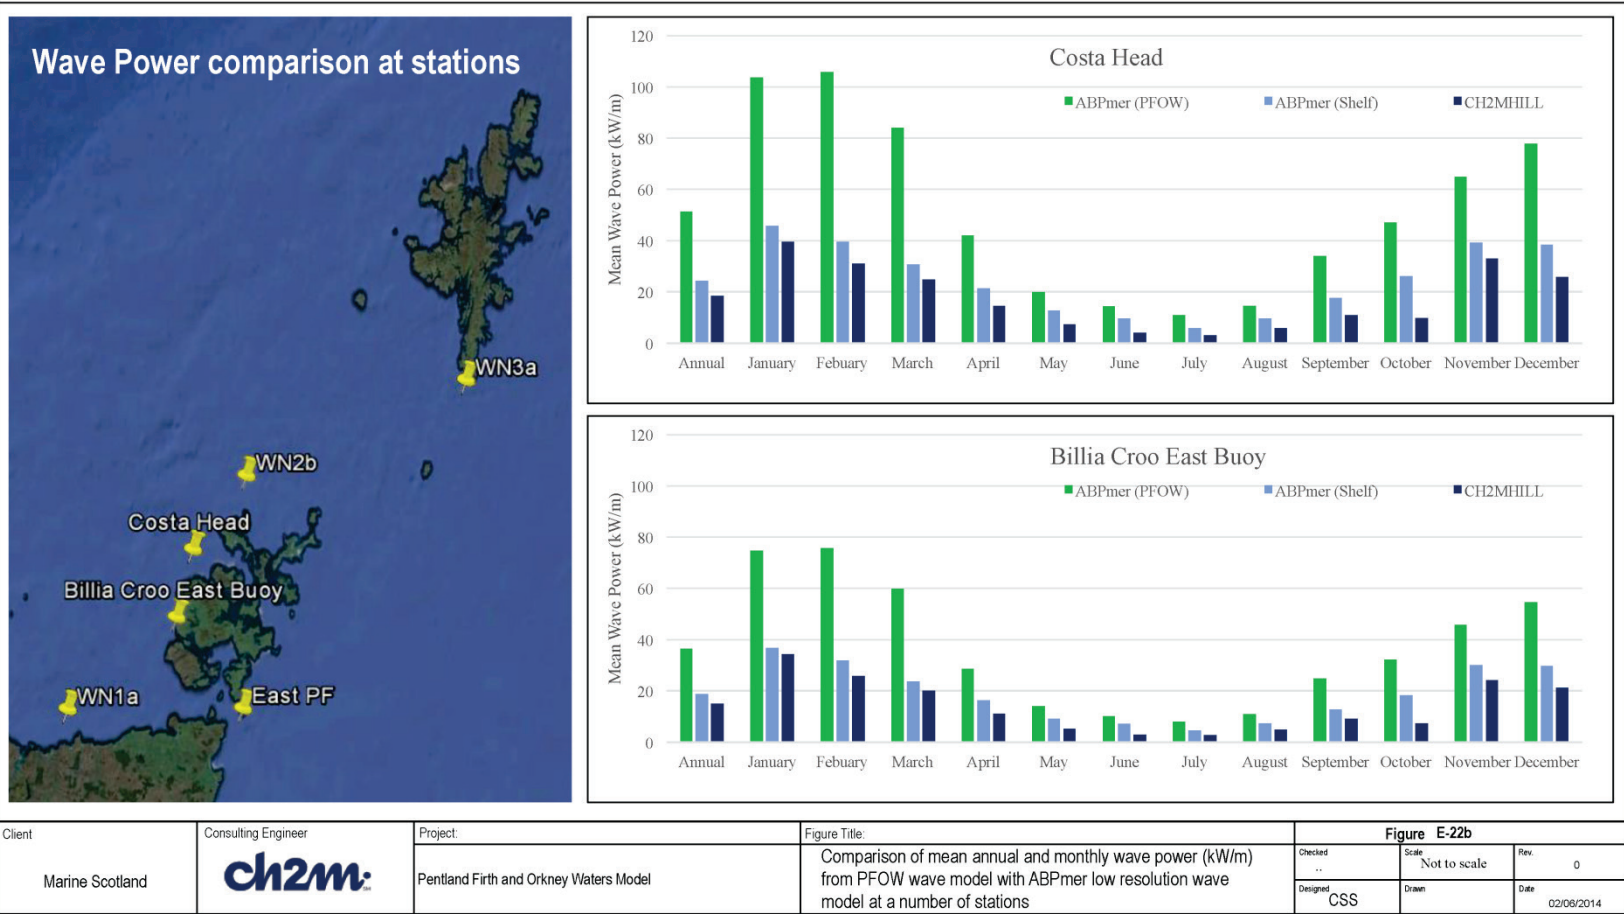 Wave Power comparison at stations
WN3a
WN2b
Costa Head
Billia Croo East Buoy
WN1a
East PF
Costa Head
ABPmer (PFOW) ABPmer (Shelf) CH2MHILL
Mean Wave Power (kW/m)
120
100
80
60
40
20
0
Annual January Febuary March April May June July August September October November December
Billia Croo East Buoy
ABPmer (PFOW) ABPmer (Shelf) CH2MHILL
Mean Wave Power (kW/m)
120
100
80
60
40
20
0
Annual January Febuary March April May June July August September October November December
Client
Marine Scotland
Consulting Engineer
ch2m:
Project:
Pentland Firth and Orkney Waters Model
Figure Title:
Comparison of mean annual and monthly wave power (kW/m)
from PFOW wave model with ABPmer low resolution wave
model at a number of stations
Figure E-22b
Checked
..
Scale
Not to scale
Rev.
0
Designed
CSS
Drawn
Date
02/06/2014